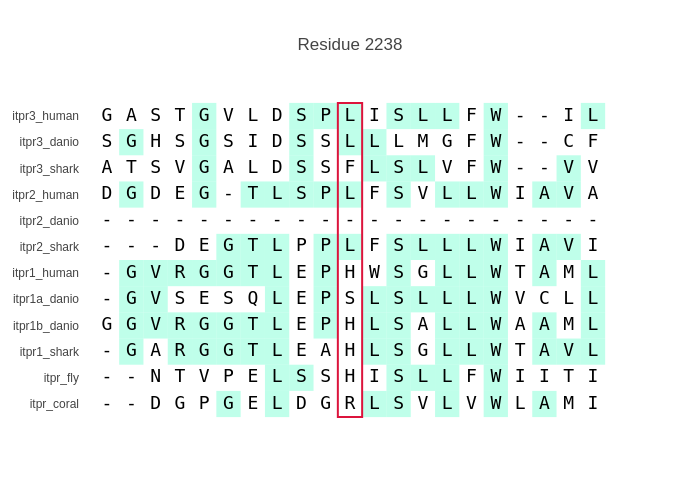 Residue 2238
itpr3_human G A S T G V L D S P L I S L L F W - - I L
itpr3_danio S G H S G S I D S S L L L M G F W - - C F
itpr3_shark A T S V G A L D S S F L S L V F W - - V V
itpr2_human D G D E G - T L S P L F S V L L W I A V A
itpr2_danio - - - - - - - - - - - - - - - - - - - - -
itpr2_shark - - - D E G T L P P L F S L L L W I A V I
itpr1_human - G V R G G T L E P H W S G L L W T A M L
itpr1a_danio - G V S E S Q L E P S L S L L L W V C L L
itpr1b_danio G G V R G G T L E P H L S A L L W A A M L
itpr1_shark - G A R G G T L E A H L S G L L W T A V L
itpr_fly - - N T V P E L S S H I S L L F W I I T I
itpr_coral - - D G P G E L D G R L S V L V W L A M I